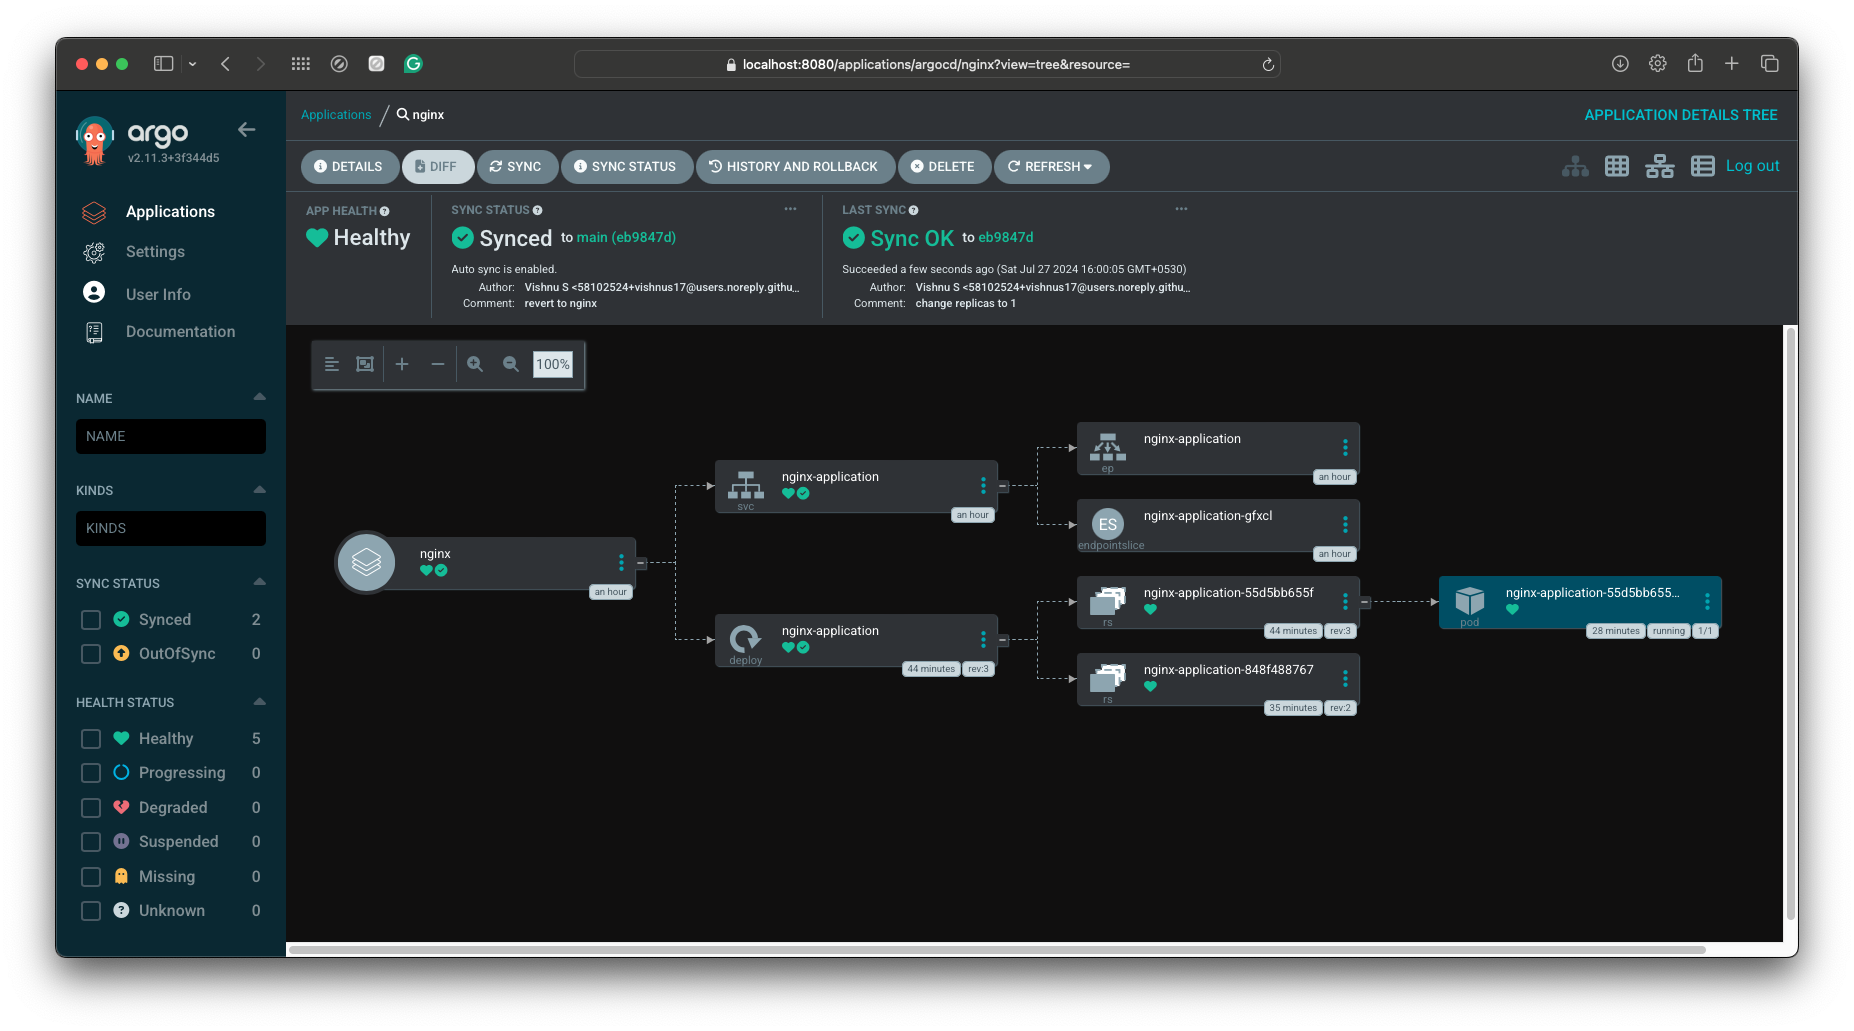 localhost:8080/applications/argocd/nginx?view=tree&resource=
argo
v2.11.3+3f344d5
Applications
Settings
User Info
Documentation
NAME
NAME
KINDS
KINDS
SYNC STATUS
Synced 2
OutOfSync 0
HEALTH STATUS
Healthy 5
Progressing 0
Degraded 0
Suspended 0
Missing 0
Unknown 0
Applications / nginx
APPLICATION DETAILS TREE
DETAILS DIFF SYNC SYNC STATUS HISTORY AND ROLLBACK DELETE REFRESH
Log out
APP HEALTH
Healthy
SYNC STATUS
Synced to main (eb9847d)
Auto sync is enabled.
Author: Vishnu S <58102524+vishnus17@users.noreply.githu...
Comment: revert to nginx
LAST SYNC
Sync OK to eb9847d
Succeeded a few seconds ago (Sat Jul 27 2024 16:00:05 GMT+0530)
Author: Vishnu S <58102524+vishnus17@users.noreply.githu...
Comment: change replicas to 1
100%
nginx
an hour
nginx-application
svc
an hour
nginx-application
deploy
44 minutes rev:3
nginx-application
ep
an hour
nginx-application-gfxcl
ES
endpointslice
an hour
nginx-application-55d5bb655f
rs
44 minutes rev:3
nginx-application-848f488767
rs
35 minutes rev:2
nginx-application-55d5bb655...
pod
28 minutes running 1/1